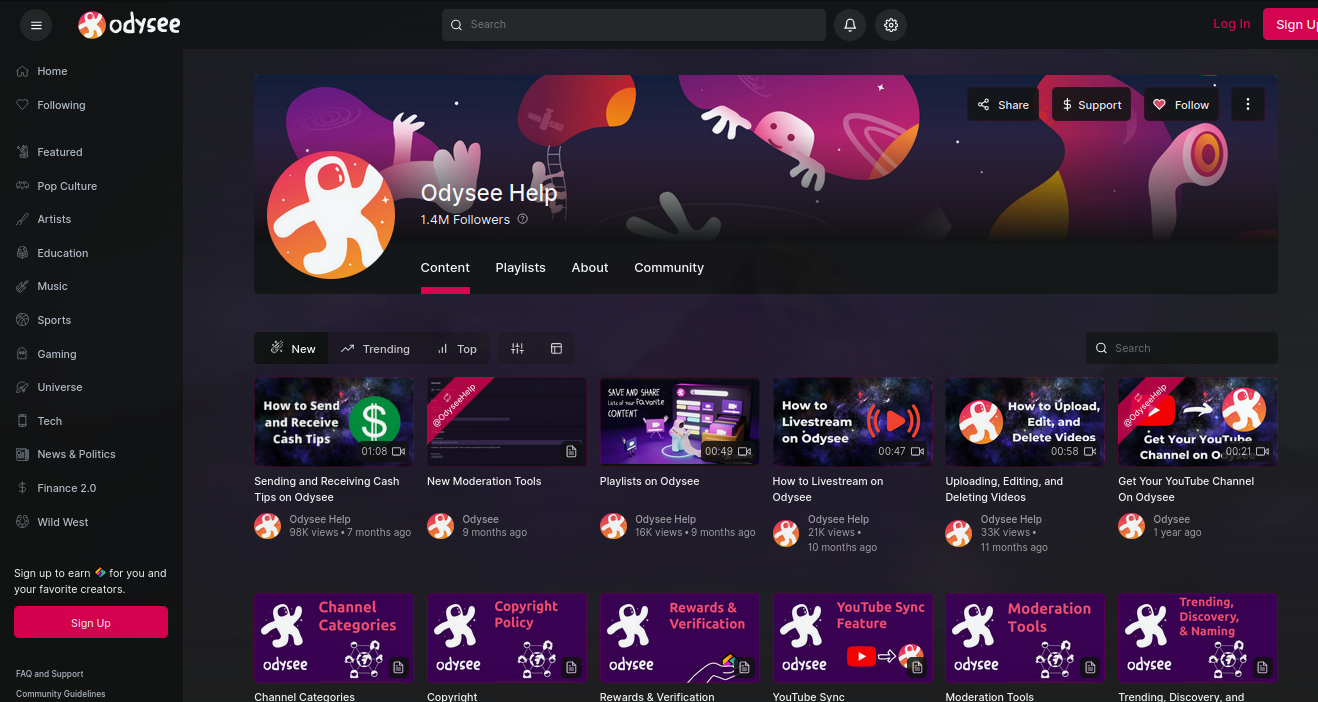 odysee
Search
Log In
Sign Up
Home
Following
Featured
Pop Culture
Artists
Education
Music
Sports
Gaming
Universe
Tech
News & Politics
Finance 2.0
Wild West
Sign up to earn for you and
your favorite creators.
Sign Up
FAQ and Support
Community Guidelines
Share
Support
Follow
Odysee Help
1.4M Followers
Content Playlists About Community
New Trending Top
Search
How to Send
and Receive
Cash Tips
01:08
Sending and Receiving Cash
Tips on Odysee
Odysee Help
98K views • 7 months ago
@OdyseeHelp
New Moderation Tools
Odysee
9 months ago
SAVE AND SHARE
Lists of your Favorite
CONTENT
00:49
Playlists on Odysee
Odysee Help
16K views • 9 months ago
How to
Livestream
on Odysee
00:47
How to Livestream on
Odysee
Odysee Help
21K views •
10 months ago
How to Upload,
Edit, and
Delete Videos
00:58
Uploading, Editing, and
Deleting Videos
Odysee Help
33K views •
11 months ago
@OdyseeHelp
Get Your YouTube
Channel on Odysee
00:21
Get Your YouTube Channel
On Odysee
Odysee
1 year ago
Channel
Categories
odysee
Channel Categories
Copyright
Policy
odysee
Copyright
Rewards &
Verification
odysee
Rewards & Verification
YouTube Sync
Feature
odysee
YouTube Sync
Moderation
Tools
odysee
Moderation Tools
Trending,
Discovery,
& Naming
odysee
Trending, Discovery, and